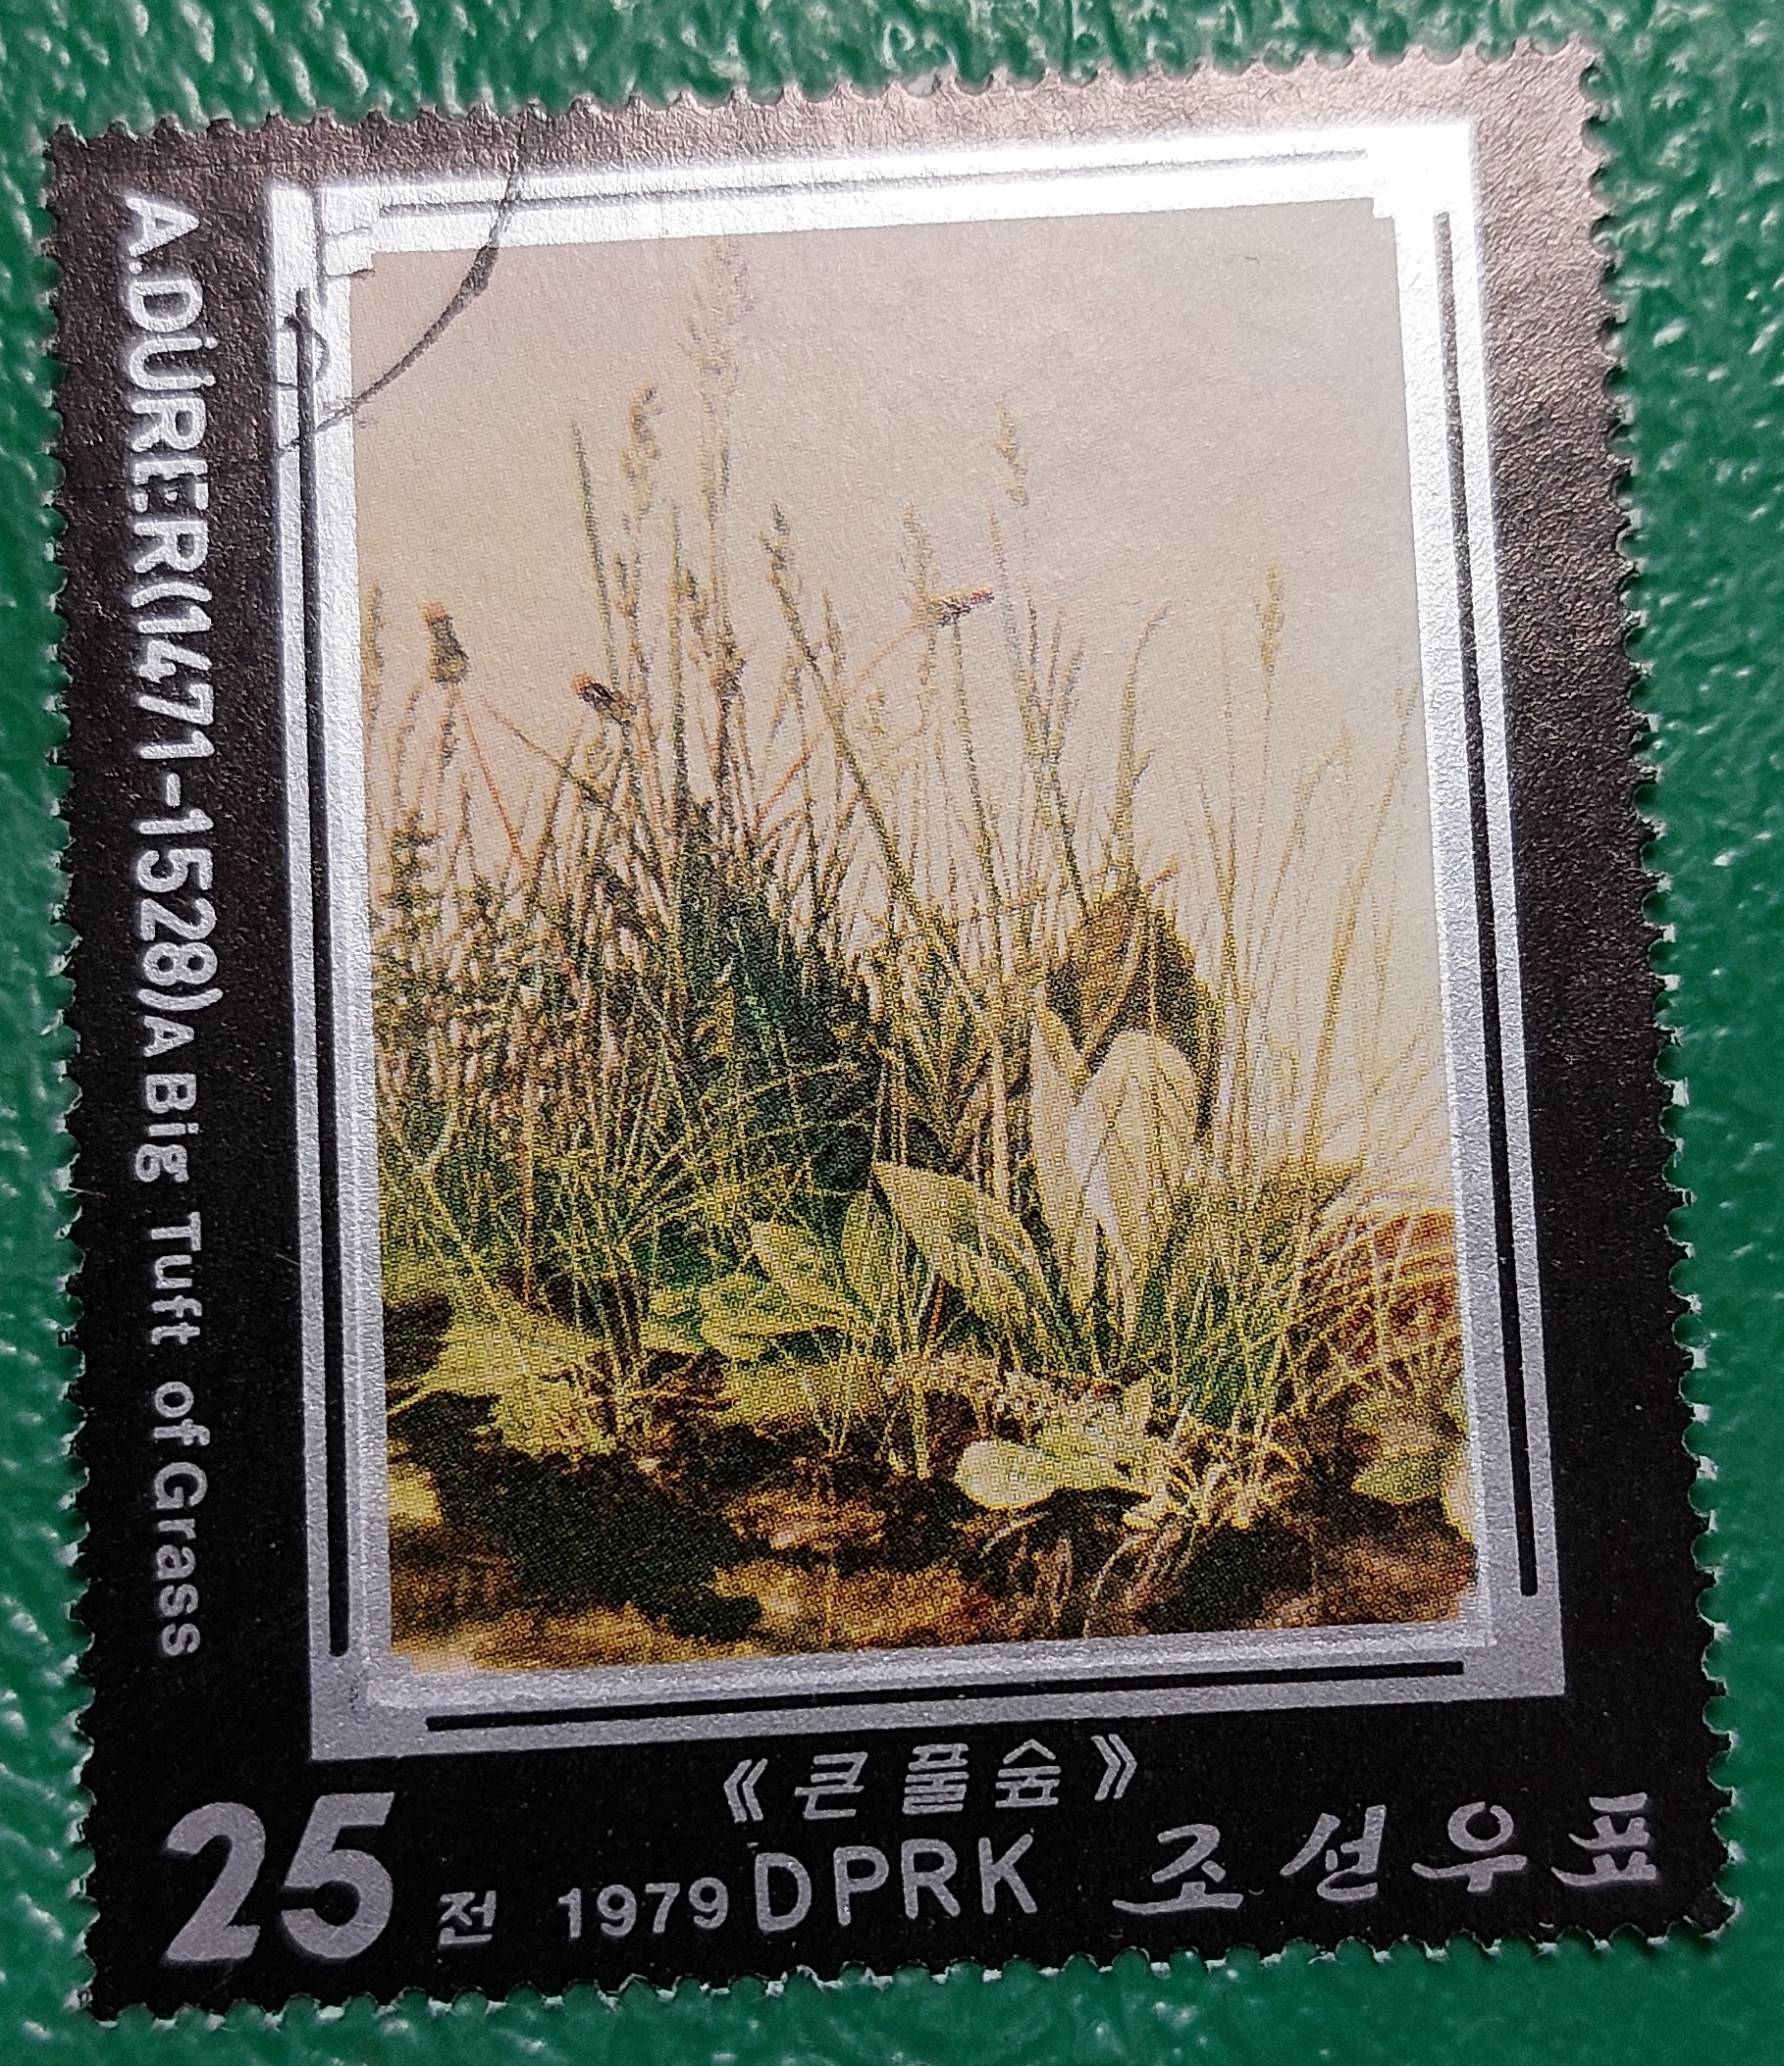 A.DÜRER(1471-1528)A Big Tuft of Grass
《큰풀숲》
25 전 1979 DPRK 조선우표